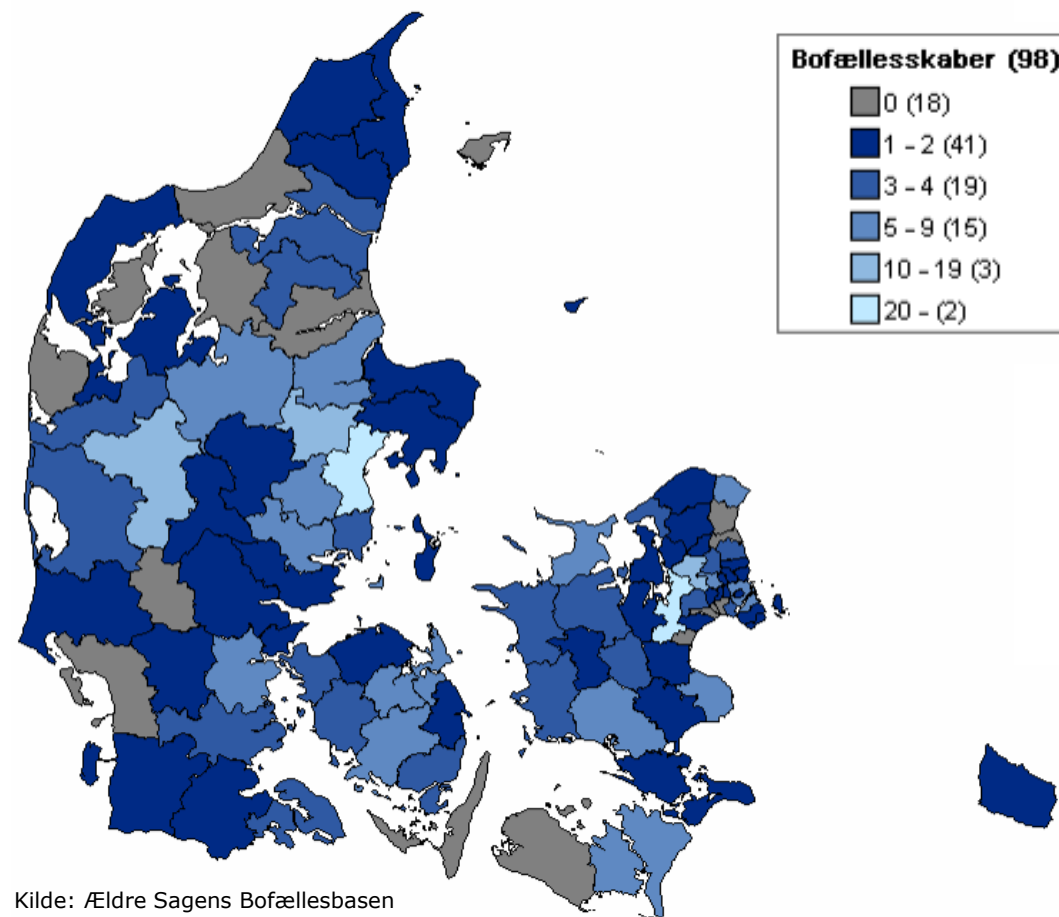 Bofællesskaber (98)
0 (18)
1 - 2 (41)
3 - 4 (19)
5 - 9 (15)
10 - 19 (3)
20 - (2)
Kilde: Ældre Sagens Bofællesbasen